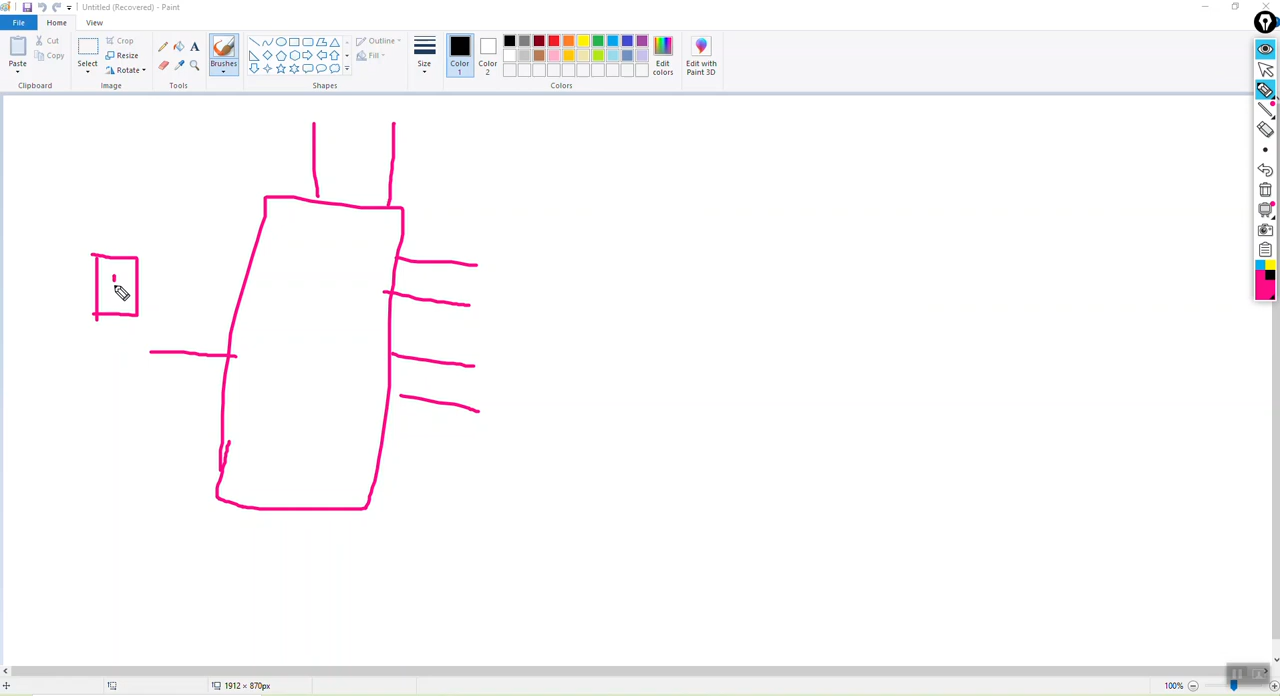 Untitled (Recovered) - Paint
File Home View
Paste
Cut
Copy
Clipboard
Select
Crop
Resize
Rotate
Image
A
Tools
Brushes
Outline
Fill
Shapes
Size
Color 1
Color 2
Edit colors
Colors
Edit with Paint 3D
1912 × 870px
100%